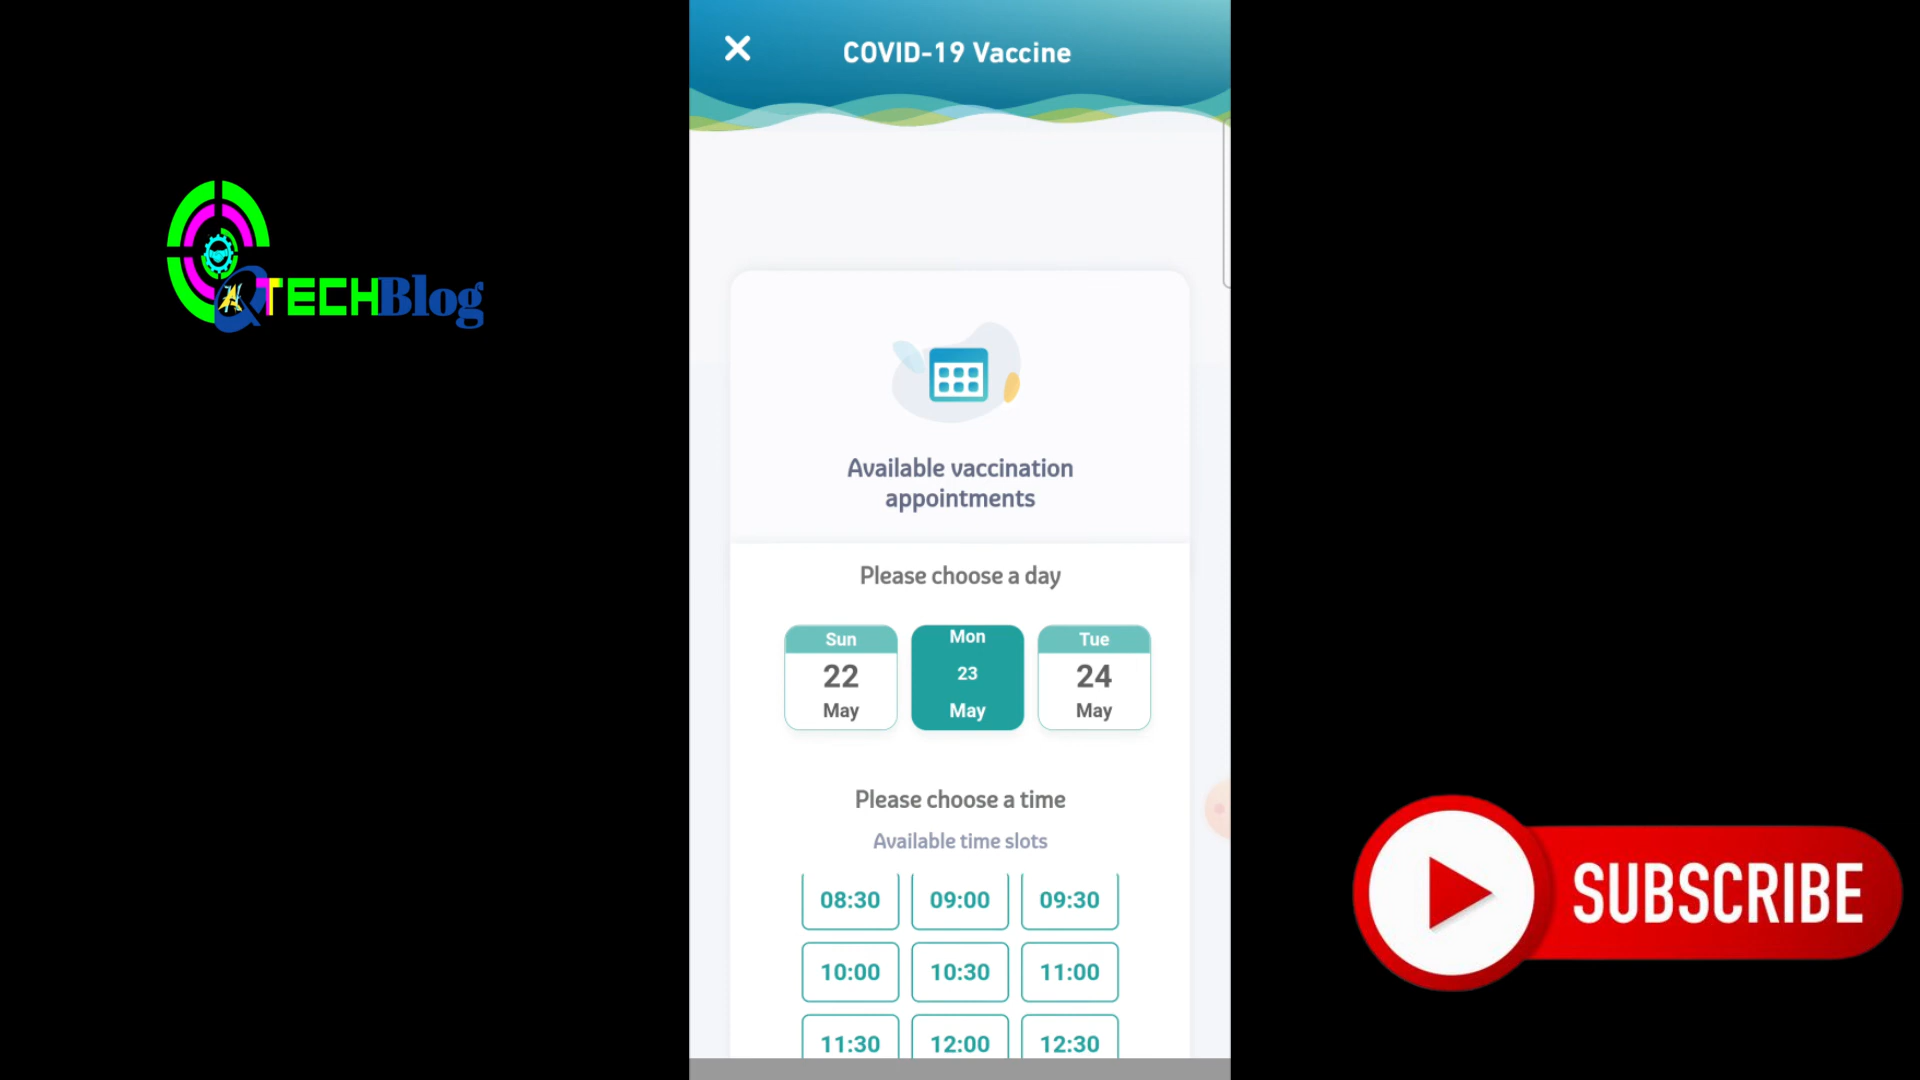 COVID-19 Vaccine
TECHBlog
Available vaccination
appointments
Please choose a day
Sun
22
May
Mon
23
May
Tue
24
May
Please choose a time
Available time slots
08:30 09:00 09:30
10:00 10:30 11:00
11:30 12:00 12:30
SUBSCRIBE